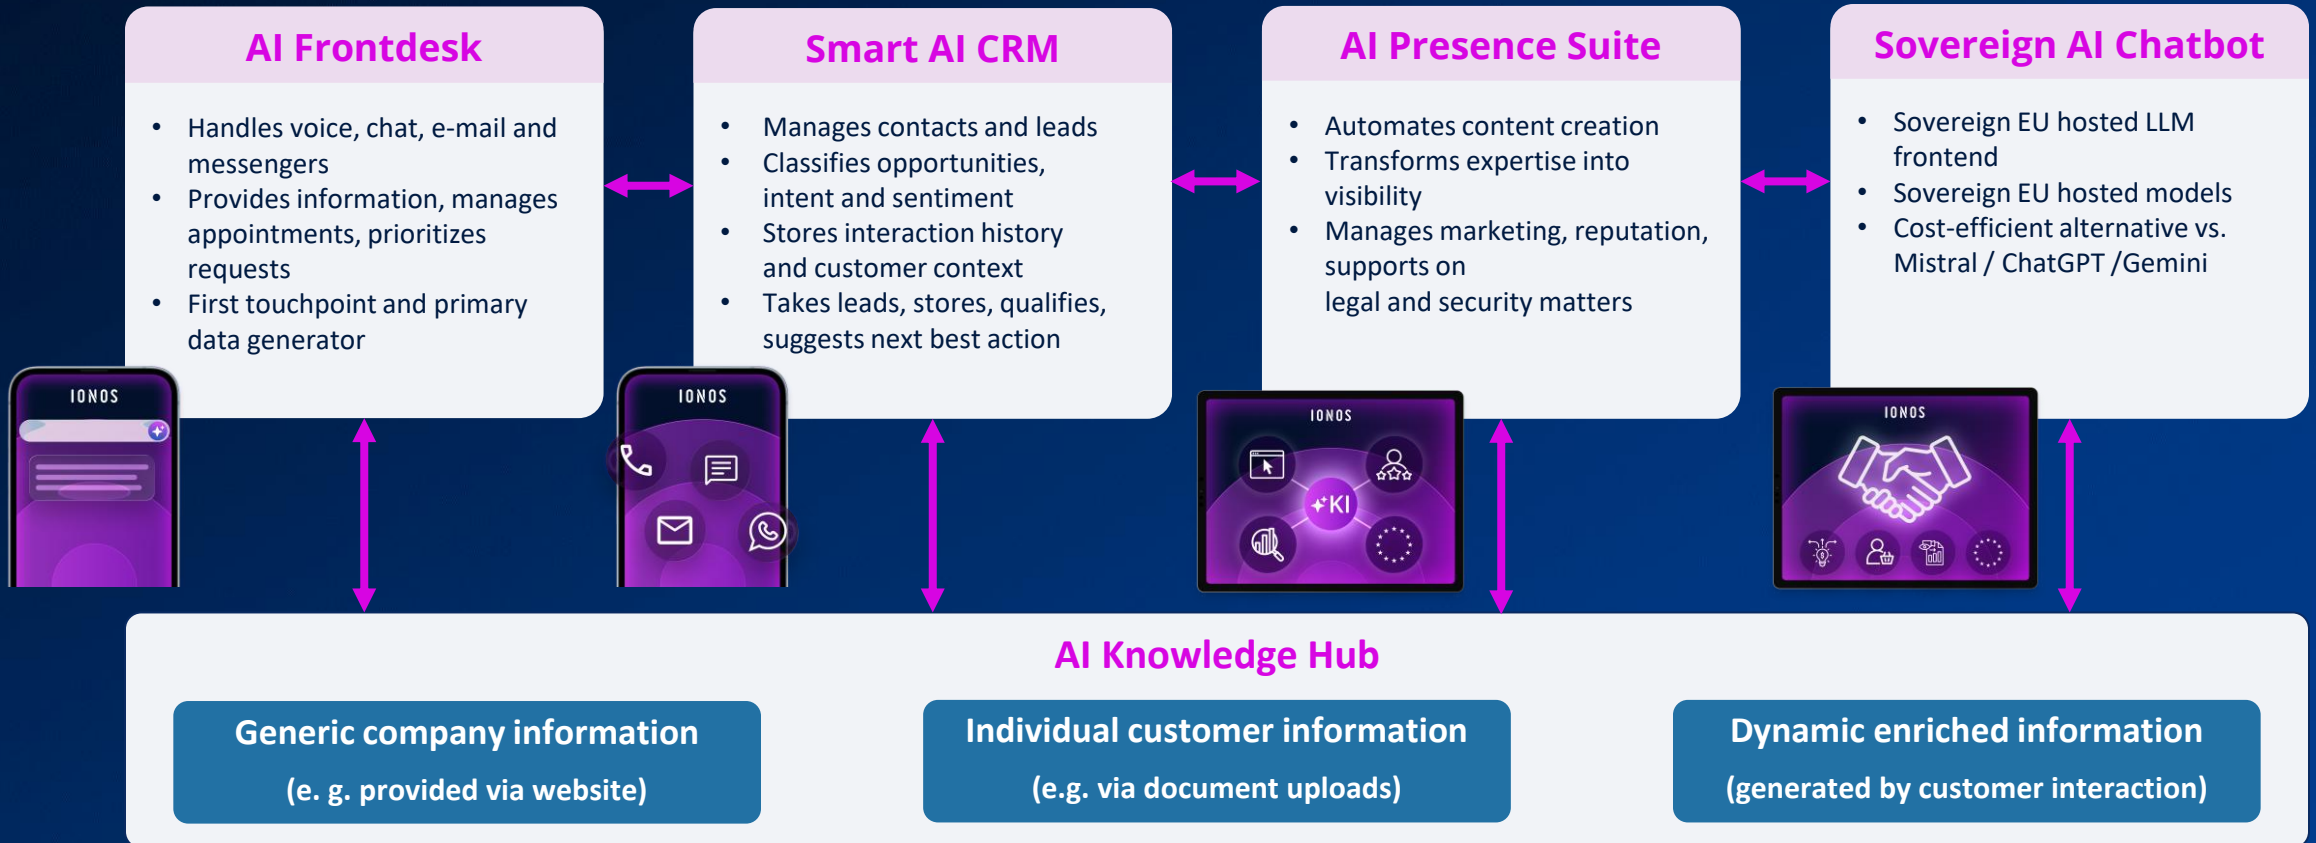 AI Frontdesk
• Handles voice, chat, e-mail and
messengers
• Provides information, manages
appointments, prioritizes
requests
• First touchpoint and primary
data generator
IONOS
Smart AI CRM
• Manages contacts and leads
• Classifies opportunities,
intent and sentiment
• Stores interaction history
and customer context
• Takes leads, stores, qualifies,
suggests next best action
IONOS
AI Presence Suite
• Automates content creation
• Transforms expertise into
visibility
• Manages marketing, reputation,
supports on
legal and security matters
IONOS
KI
Sovereign AI Chatbot
• Sovereign EU hosted LLM
frontend
• Sovereign EU hosted models
• Cost-efficient alternative vs.
Mistral / ChatGPT /Gemini
IONOS
AI Knowledge Hub
Generic company information
(e. g. provided via website)
Individual customer information
(e.g. via document uploads)
Dynamic enriched information
(generated by customer interaction)